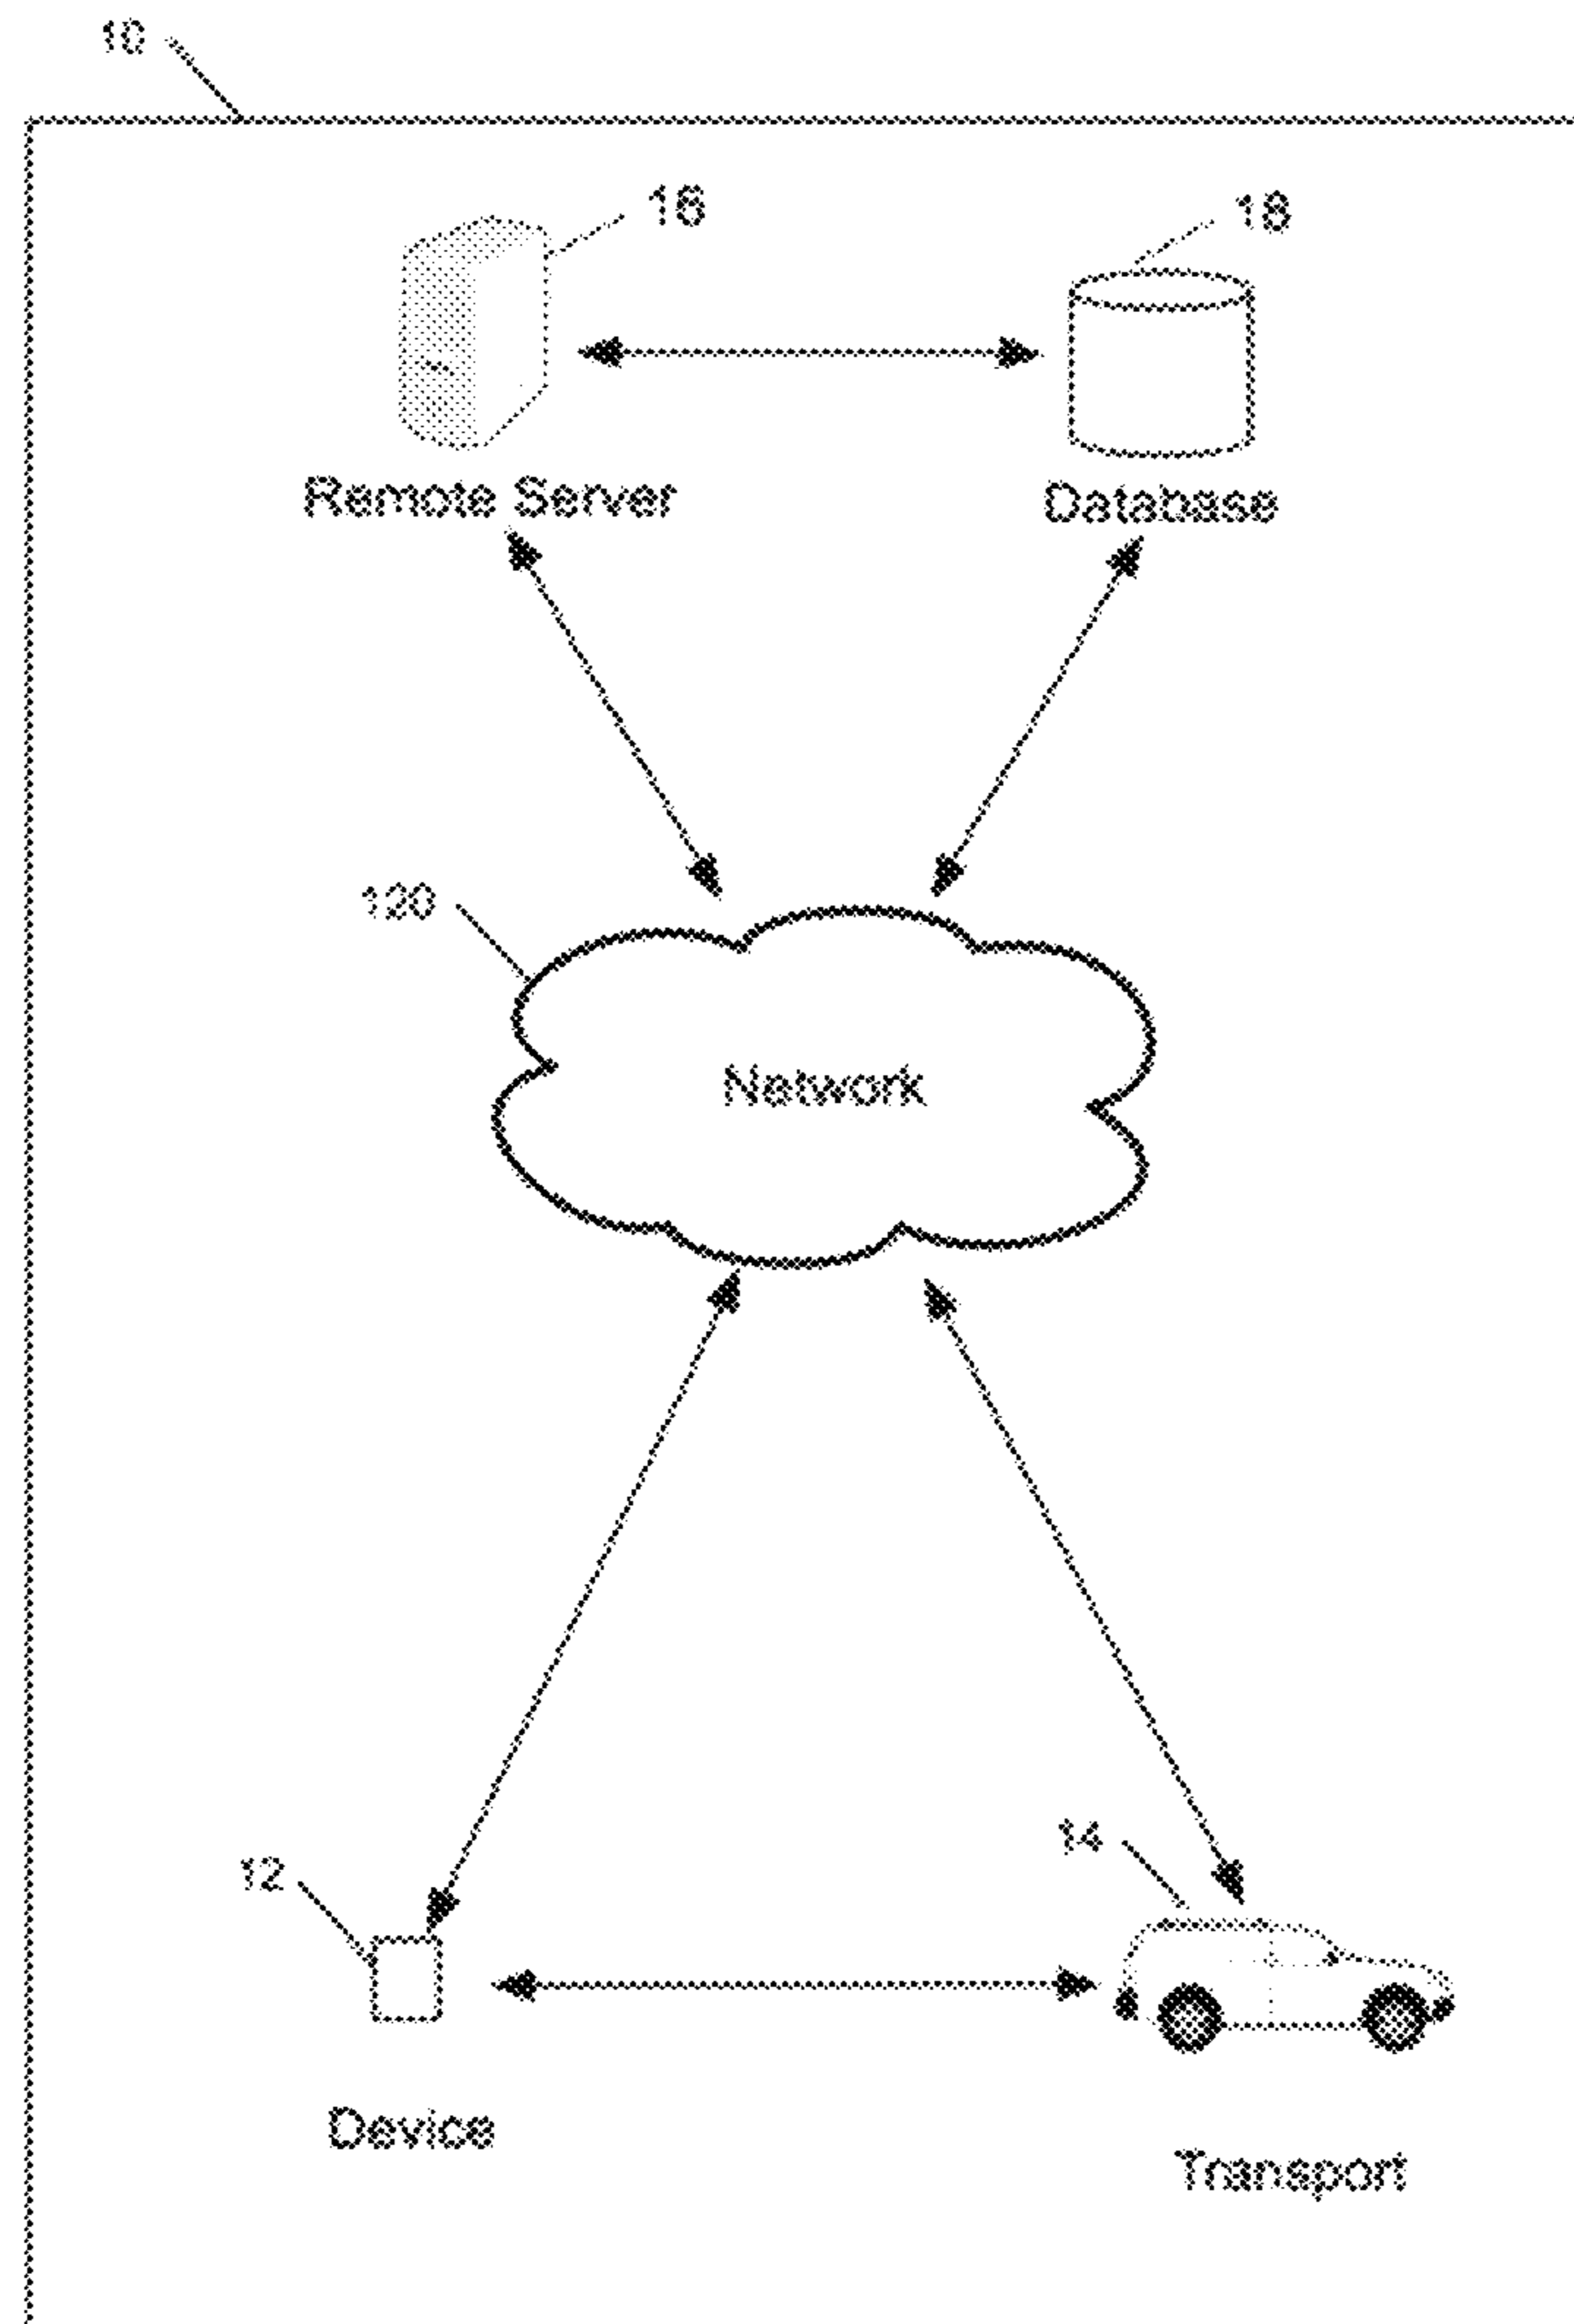 10
16
18
Remote Server
Database
120
Network
14
12
Device
Transport